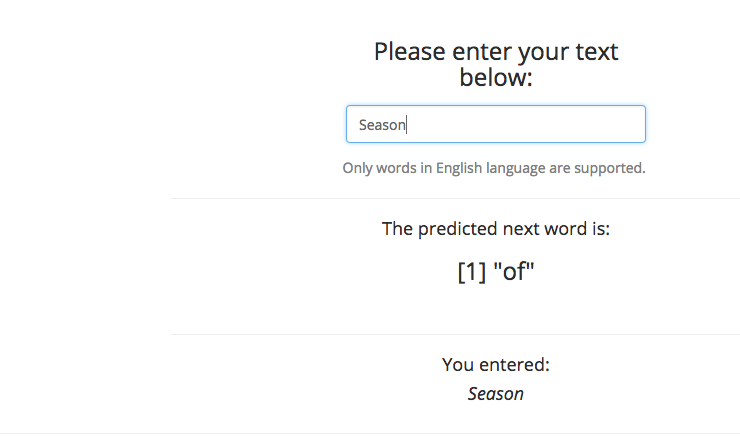 Please enter your text
below:
Season
Only words in English language are supported.
The predicted next word is:
[1] "of"
You entered:
Season